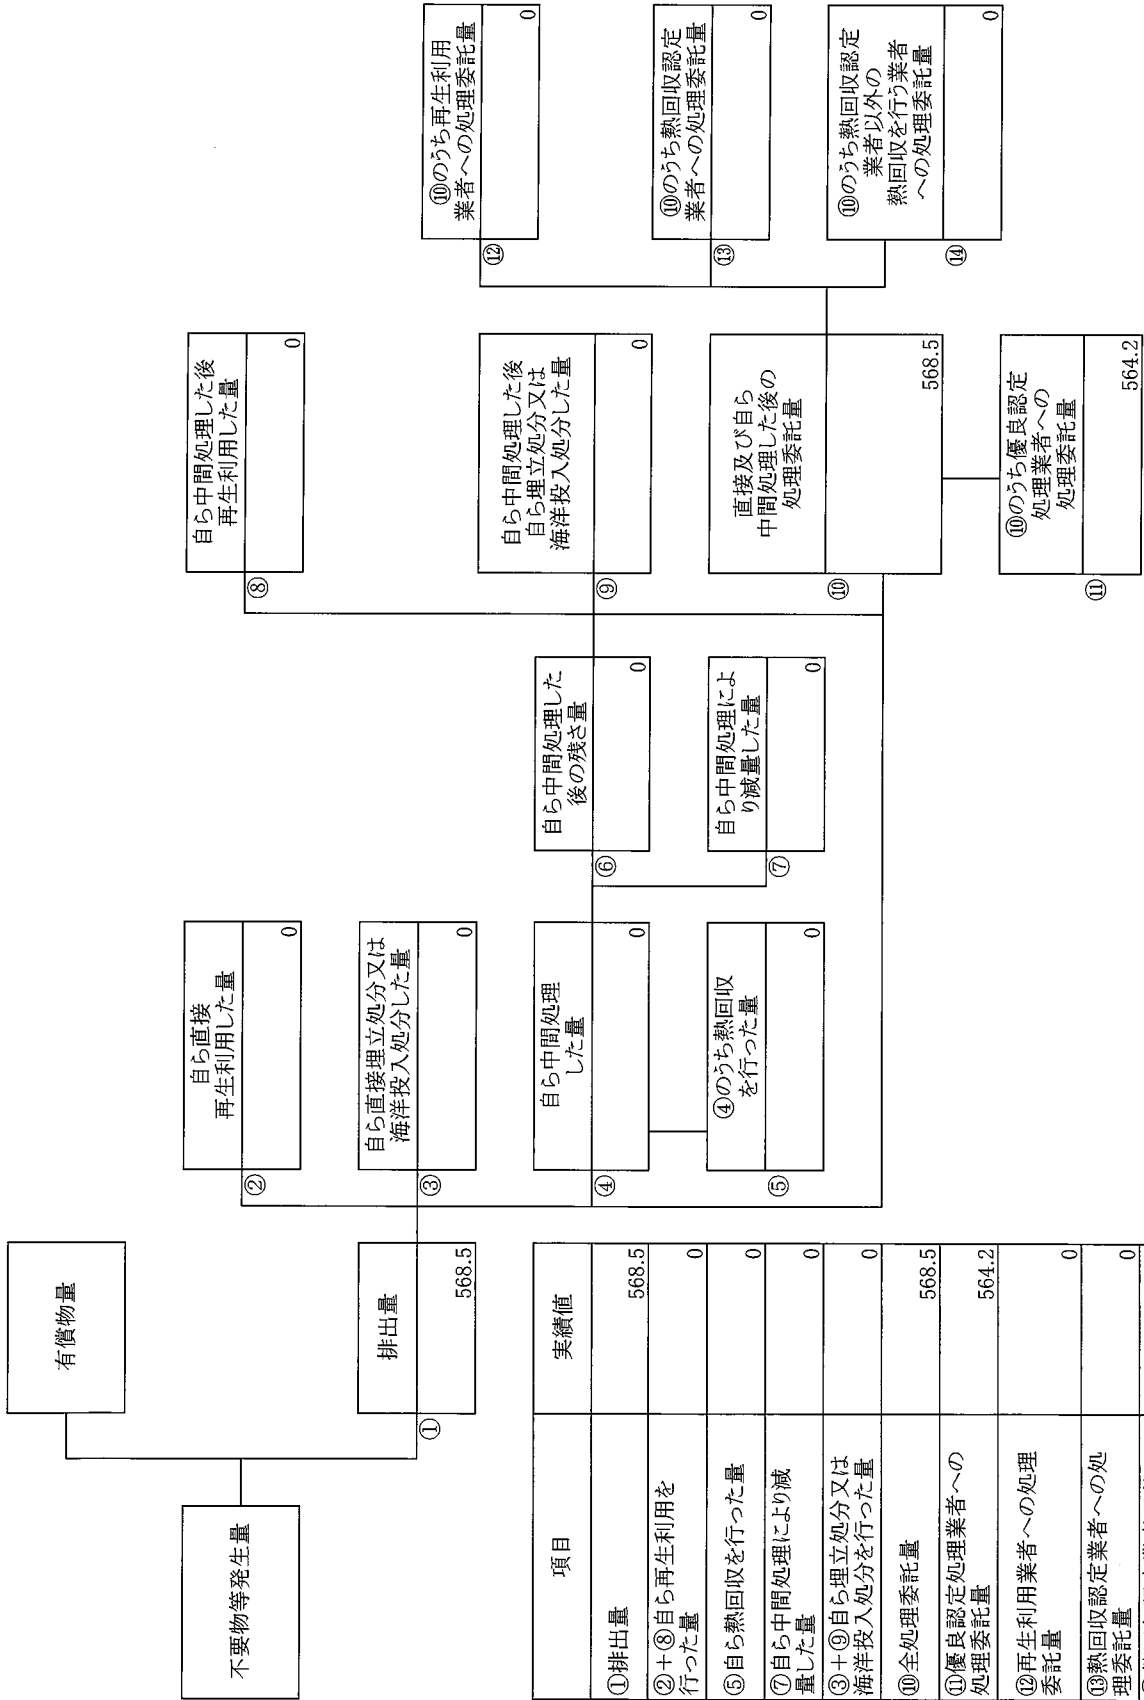 不要物等発生量
有償物量
排出量
①
568.5
自ら直接
再生利用した量
②
0
自ら直接埋立処分又は
海洋投入処分した量
③
0
自ら中間処理
した量
④
0
④のうち熱回収
を行った量
⑤
0
自ら中間処理した
後の残さ量
⑥
0
自ら中間処理によ
り減量した量
⑦
0
自ら中間処理した後
再生利用した量
⑧
0
自ら中間処理した後
自ら埋立処分又は
海洋投入処分した量
⑨
0
直接及び自ら
中間処理した後の
処理委託量
⑩
568.5
⑩のうち優良認定
処理業者への
処理委託量
⑪
564.2
⑩のうち再生利用
業者への処理委託量
⑫
0
⑩のうち熱回収認定
業者への処理委託量
⑬
0
⑩のうち熱回収認定
業者以外の
熱回収を行う業者
への処理委託量
⑭
0
項目 実績値
①排出量 568.5
②+⑧自ら再生利用を
行った量 0
⑤自ら熱回収を行った量 0
⑦自ら中間処理により減
量した量 0
③+⑨自ら埋立処分又は
海洋投入処分を行った量 0
⑩全処理委託量 568.5
⑪優良認定処理業者への
処理委託量 564.2
⑫再生利用業者への処理
委託量 0
⑬熱回収認定業者への処
理委託量 0